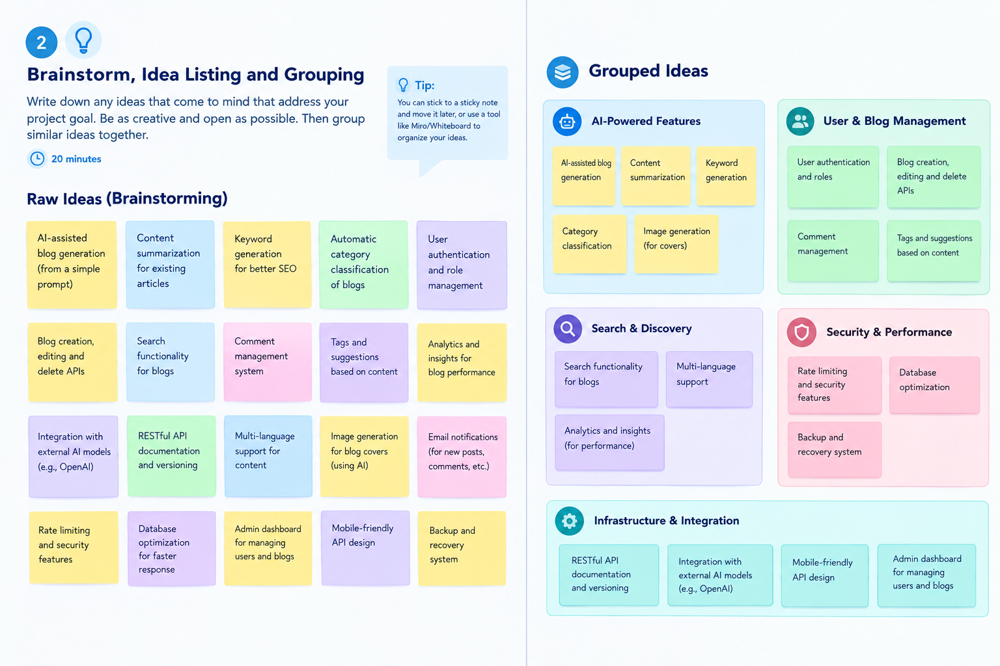 2
Brainstorm, Idea Listing and Grouping
Write down any ideas that come to mind that address your
project goal. Be as creative and open as possible. Then group
similar ideas together.
20 minutes
Tip:
You can stick to a sticky note
and move it later, or use a tool
like Miro/Whiteboard to
organize your ideas.
Raw Ideas (Brainstorming)
AI-assisted
blog generation
(from a simple
prompt)
Content
summarization
for existing
articles
Keyword
generation
for better SEO
Automatic
category
classification
of blogs
User
authentication
and role
management
Blog creation,
editing and
delete APIs
Search
functionality
for blogs
Comment
management
system
Tags and
suggestions
based on content
Analytics and
insights for
blog performance
Integration with
external AI models
(e.g., OpenAI)
RESTful API
documentation
and versioning
Multi-language
support for
content
Image generation
for blog covers
(using AI)
Email notifications
(for new posts,
comments, etc.)
Rate limiting
and security
features
Database
optimization
for faster
response
Admin dashboard
for managing
users and blogs
Mobile-friendly
API design
Backup and
recovery
system
Grouped Ideas
AI-Powered Features
AI-assisted blog
generation
Content
summarization
Keyword
generation
Category
classification
Image generation
(for covers)
User & Blog Management
User authentication
and roles
Blog creation,
editing and delete
APIs
Comment
management
Tags and suggestions
based on content
Search & Discovery
Search functionality
for blogs
Multi-language
support
Analytics and insights
(for performance)
Security & Performance
Rate limiting
and security
features
Database
optimization
Backup and
recovery system
Infrastructure & Integration
RESTful API
documentation
and versioning
Integration with
external AI models
(e.g., OpenAI)
Mobile-friendly
API design
Admin dashboard
for managing
users and blogs